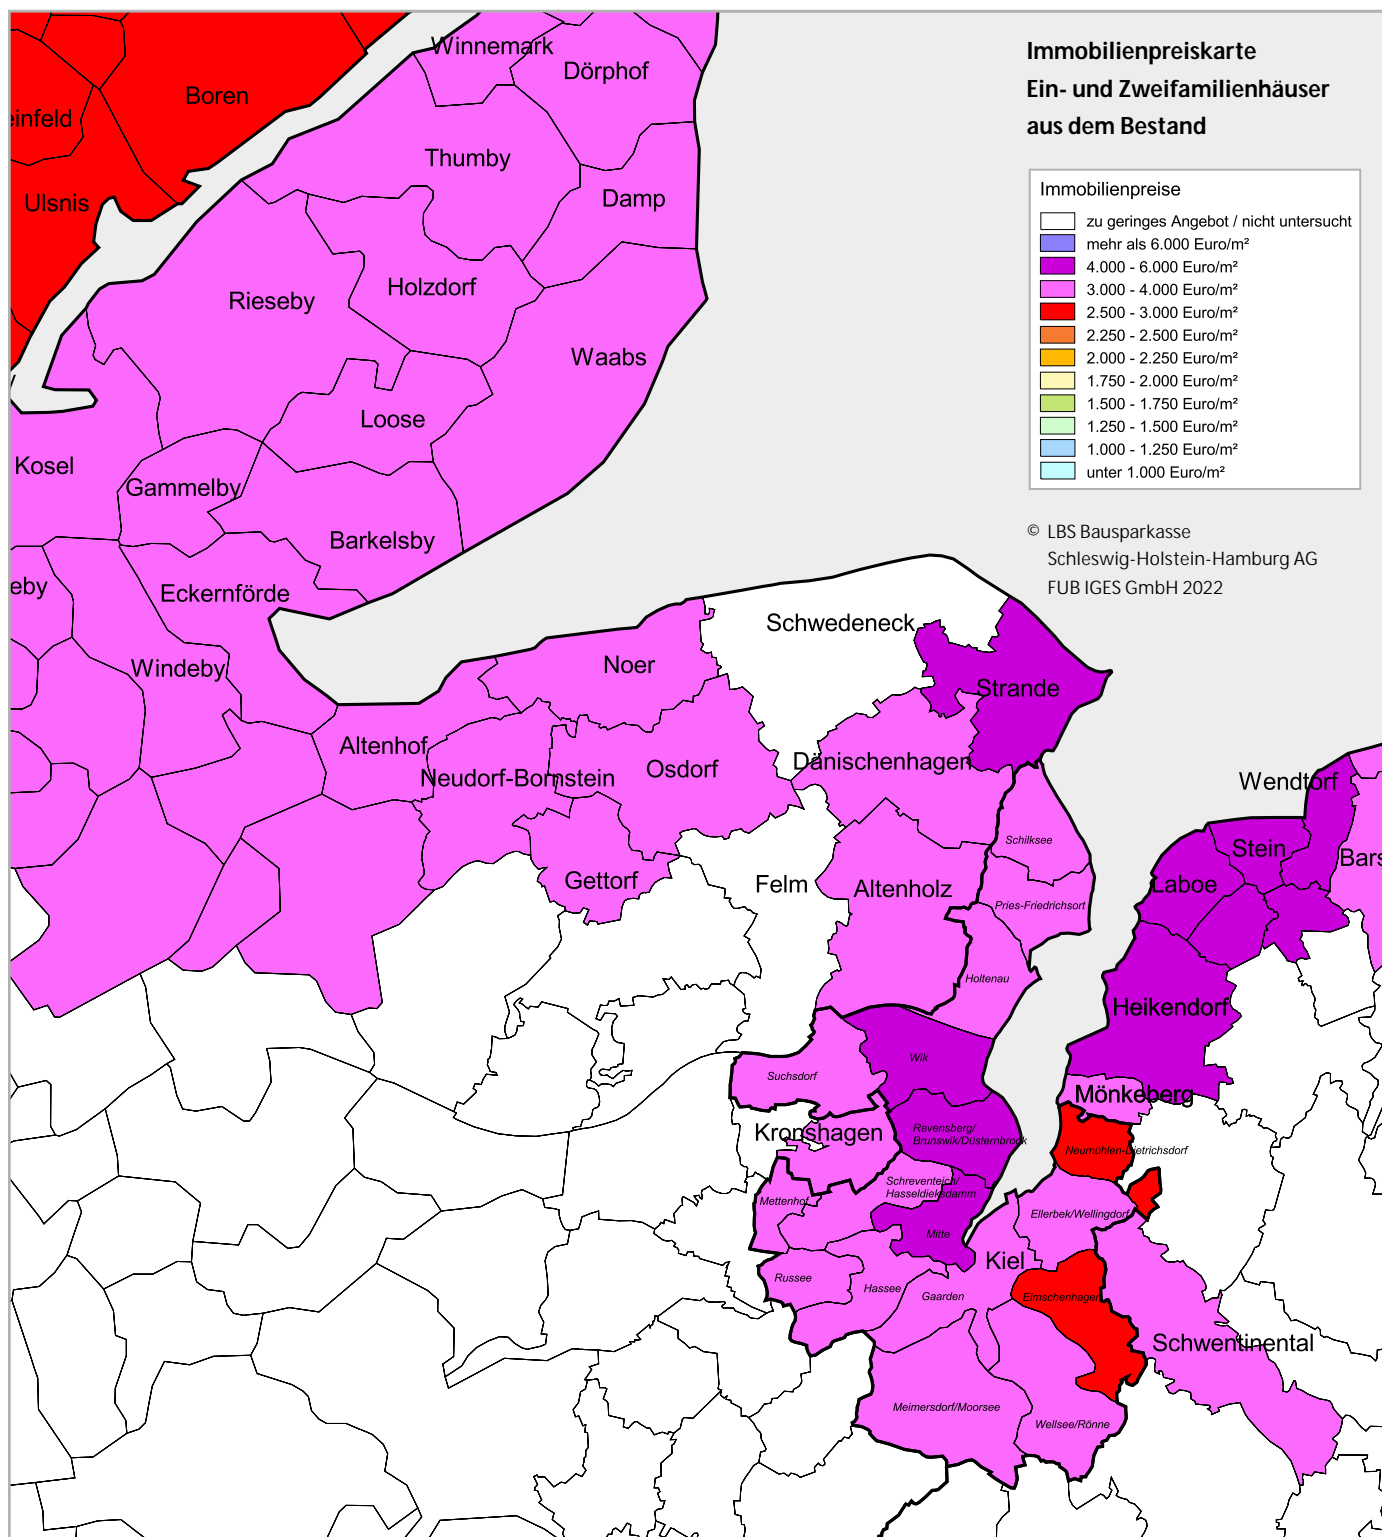 Immobilienpreiskarte
Ein- und Zweifamilienhäuser
aus dem Bestand
Immobilienpreise
zu geringes Angebot / nicht untersucht
mehr als 6.000 Euro/m²
4.000 - 6.000 Euro/m²
3.000 - 4.000 Euro/m²
2.500 - 3.000 Euro/m²
2.250 - 2.500 Euro/m²
2.000 - 2.250 Euro/m²
1.750 - 2.000 Euro/m²
1.500 - 1.750 Euro/m²
1.250 - 1.500 Euro/m²
1.000 - 1.250 Euro/m²
unter 1.000 Euro/m²
© LBS Bausparkasse
Schleswig-Holstein-Hamburg AG
FUB IGES GmbH 2022
Winnemark
Dörphof
Boren
einfeld
Thumby
Damp
Ulsnis
Holzdorf
Rieseby
Waabs
Loose
Kosel
Gammelby
Barkelsby
eby
Eckernförde
Schwedeneck
Noer
Windeby
Strande
Altenhof
Dänischenhagen
Osdorf
Neudorf-Bornstein
Wendtorf
Schilksee
Stein
Bars
Gettorf
Felm
Altenholz
Laboe
Pries-Friedrichsort
Holtenau
Heikendorf
Wik
Suchsdorf
Mönkeberg
Kronshagen
Ravensberg/
Brunswik/Düsternbrook
Neumühlen-Dietrichsdorf
Schreventeich/
Hasseldieksdamm
Mettenhof
Ellerbek/Wellingdorf
Mitte
Kiel
Russee
Hassee
Gaarden
Elmschenhagen
Schwentinental
Meimersdorf/Moorsee
Wellsee/Rönne